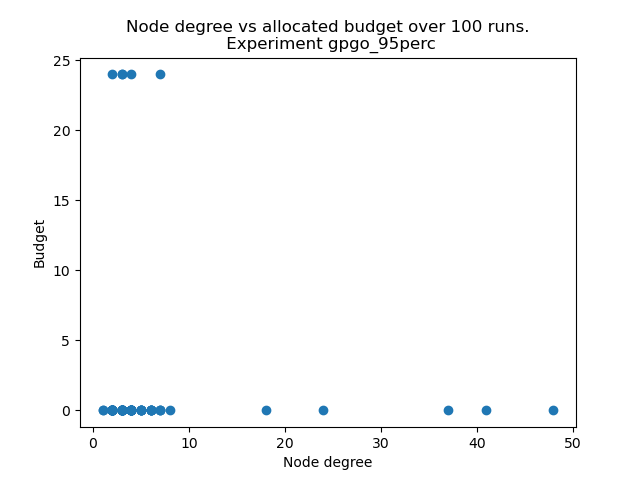 Node degree vs allocated budget over 100 runs.
Experiment gpgo_95perc
25
20
15
10
5
0
Budget
0 10 20 30 40 50
Node degree